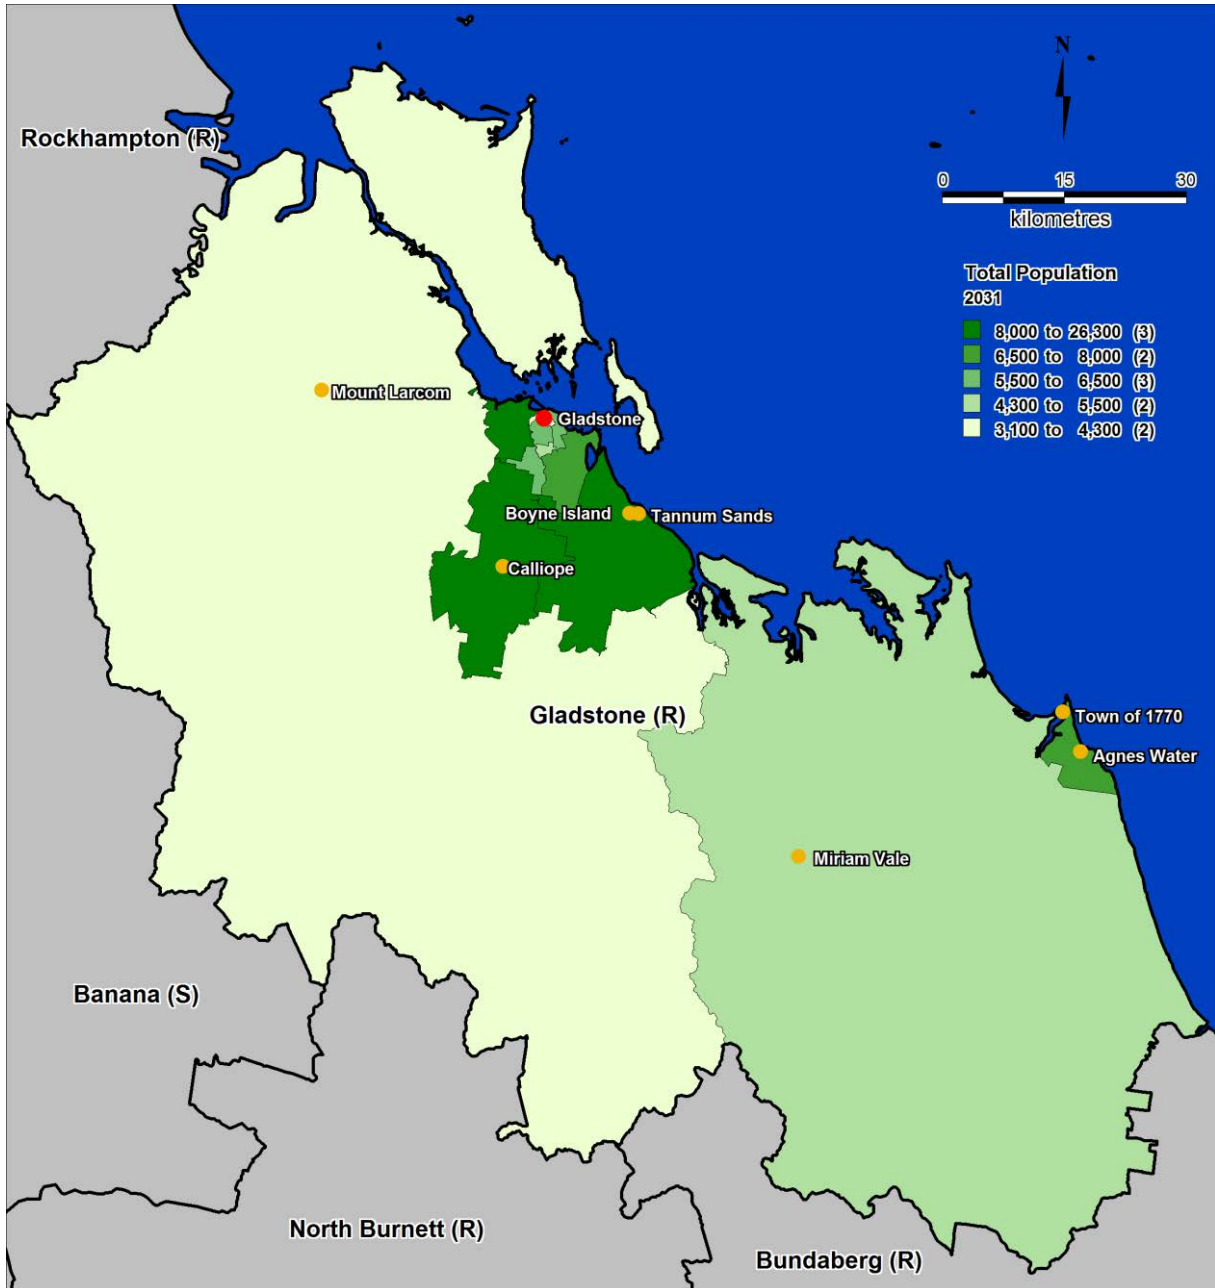 N
0 15 30
kilometres
Rockhampton (R)
Total Population
2031
8,000 to 26,300 (3)
6,500 to 8,000 (2)
5,500 to 6,500 (3)
4,300 to 5,500 (2)
3,100 to 4,300 (2)
Mount Larcom
Gladstone
Boyne Island
Tannum Sands
Calliope
Gladstone (R)
Town of 1770
Agnes Water
Miriam Vale
Banana (S)
North Burnett (R)
Bundaberg (R)